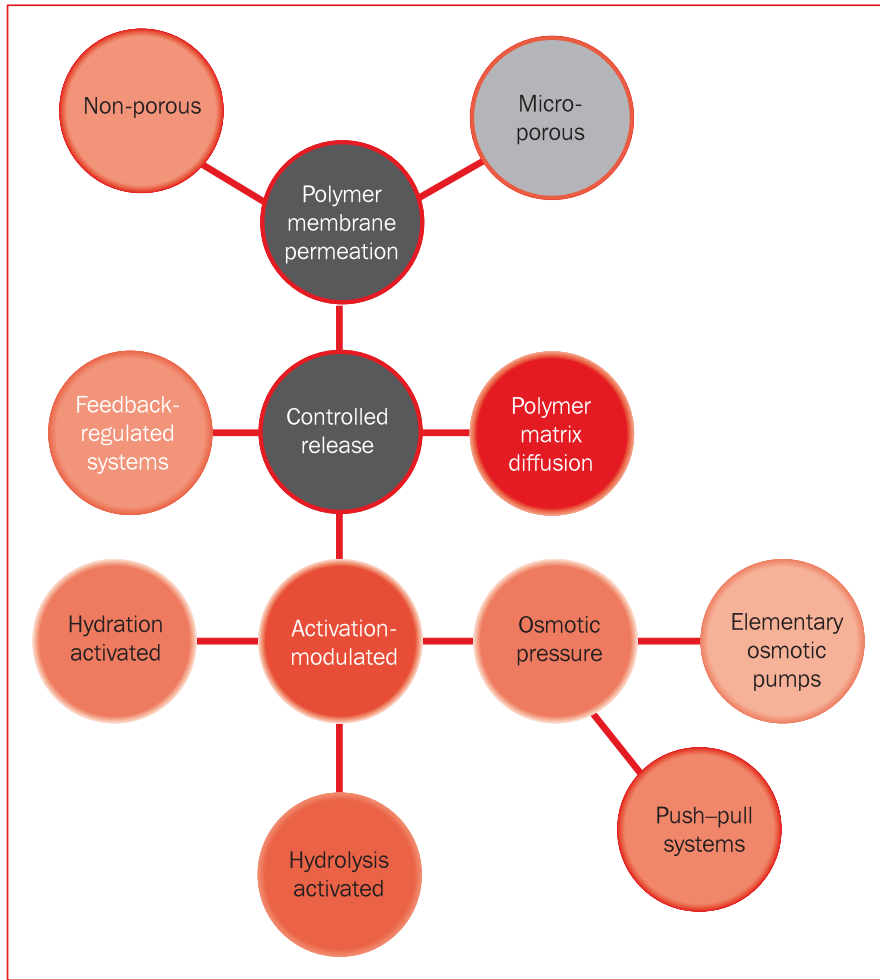 Non-porous
Micro-
porous
Polymer
membrane
permeation
Feedback-
regulated
systems
Controlled
release
Polymer
matrix
diffusion
Hydration
activated
Activation-
modulated
Osmotic
pressure
Elementary
osmotic
pumps
Push–pull
systems
Hydrolysis
activated